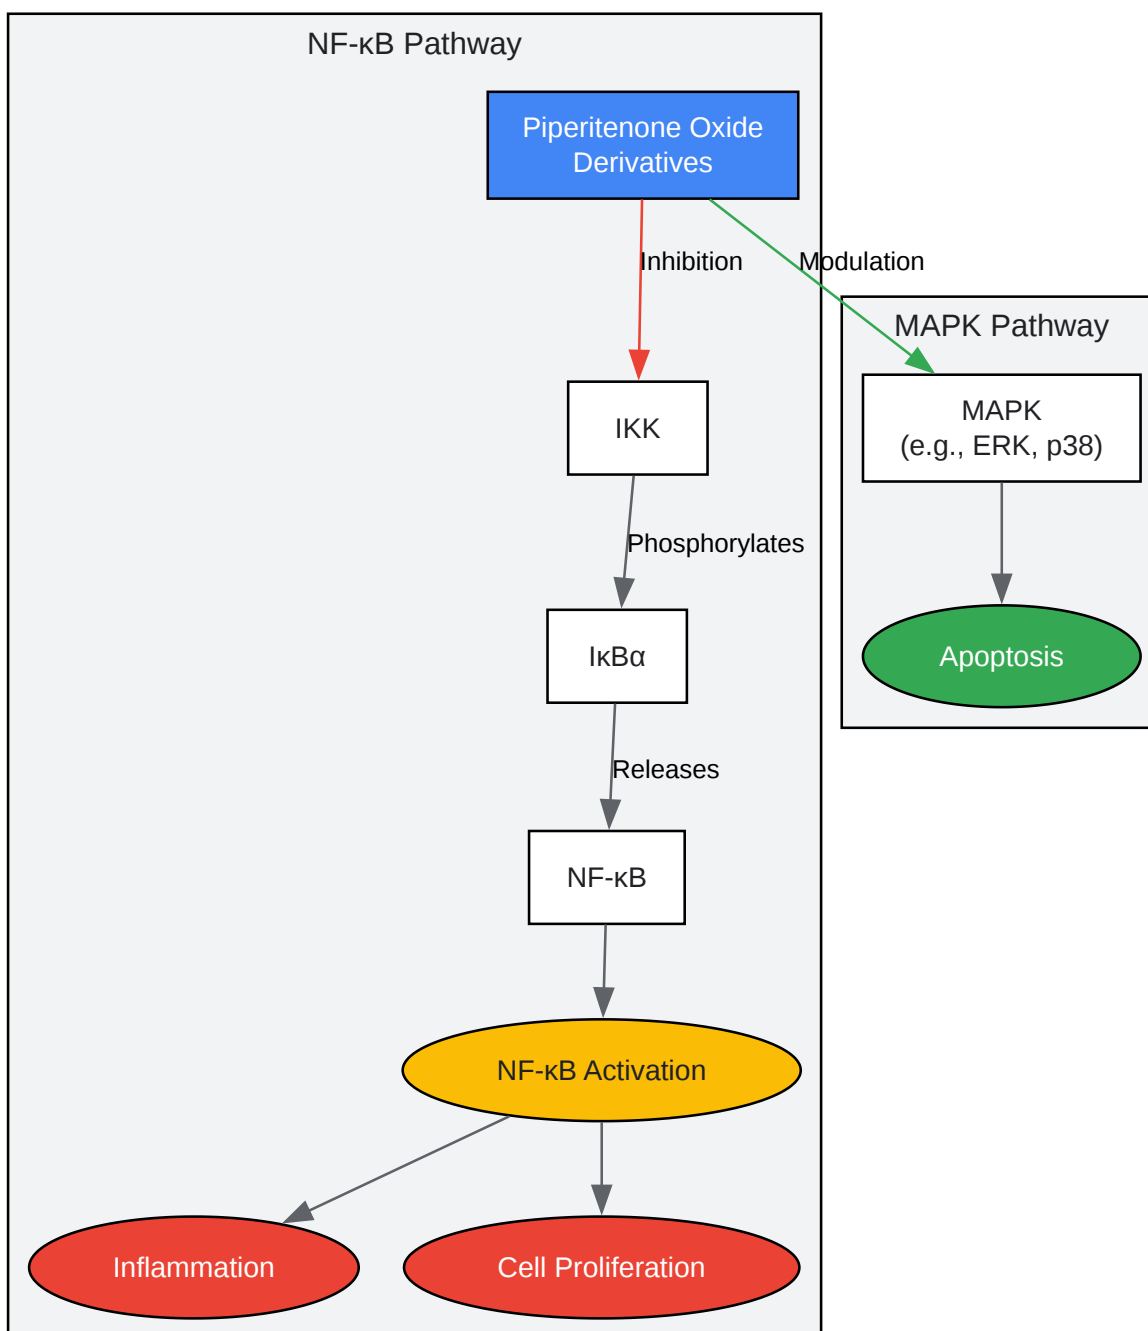 NF-κB Pathway
Piperitenone Oxide
Derivatives
Inhibition
Modulation
MAPK Pathway
MAPK
(e.g., ERK, p38)
IKK
Phosphorylates
IκBα
Apoptosis
Releases
NF-κB
NF-κB Activation
Inflammation
Cell Proliferation